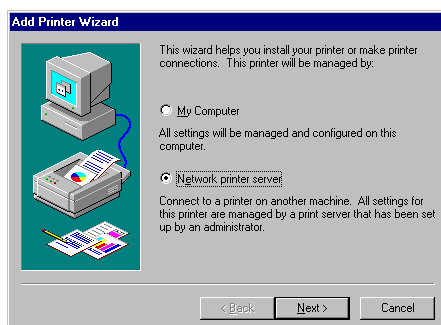 Add Printer Wizard
This wizard helps you install your printer or make printer
connections.  This printer will be managed by:
My Computer
All settings will be managed and configured on this
computer.
Network printer server
Connect to a printer on another machine.  All settings for
this printer are managed by a print server that has been set
up by an administrator.
< Back
Next >
Cancel